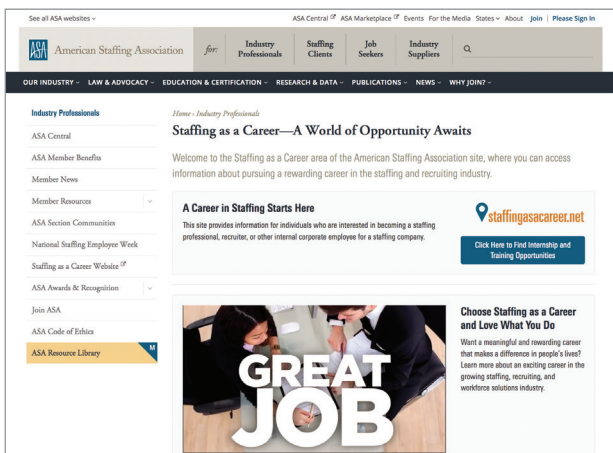 See all ASA websites
ASA Central ASA Marketplace Events For the Media States About Join | Please Sign In
ASA American Staffing Association for: Industry Professionals Staffing Clients Job Seekers Industry Suppliers
OUR INDUSTRY LAW & ADVOCACY EDUCATION & CERTIFICATION RESEARCH & DATA PUBLICATIONS NEWS WHY JOIN?
Industry Professionals
ASA Central
ASA Member Benefits
Member News
Member Resources
ASA Section Communities
National Staffing Employee Week
Staffing as a Career Website
ASA Awards & Recognition
Join ASA
ASA Code of Ethics
ASA Resource Library M
Home › Industry Professionals
Staffing as a Career—A World of Opportunity Awaits
Welcome to the Staffing as a Career area of the American Staffing Association site, where you can access
information about pursuing a rewarding career in the staffing and recruiting industry.
A Career in Staffing Starts Here
This site provides information for individuals who are interested in becoming a staffing
professional, recruiter, or other internal corporate employee for a staffing company.
staffingasacareer.net
Click Here to Find Internship and
Training Opportunities
GREAT
JOB
Choose Staffing as a Career
and Love What You Do
Want a meaningful and rewarding career
that makes a difference in people's lives?
Learn more about an exciting career in the
growing staffing, recruiting, and
workforce solutions industry.